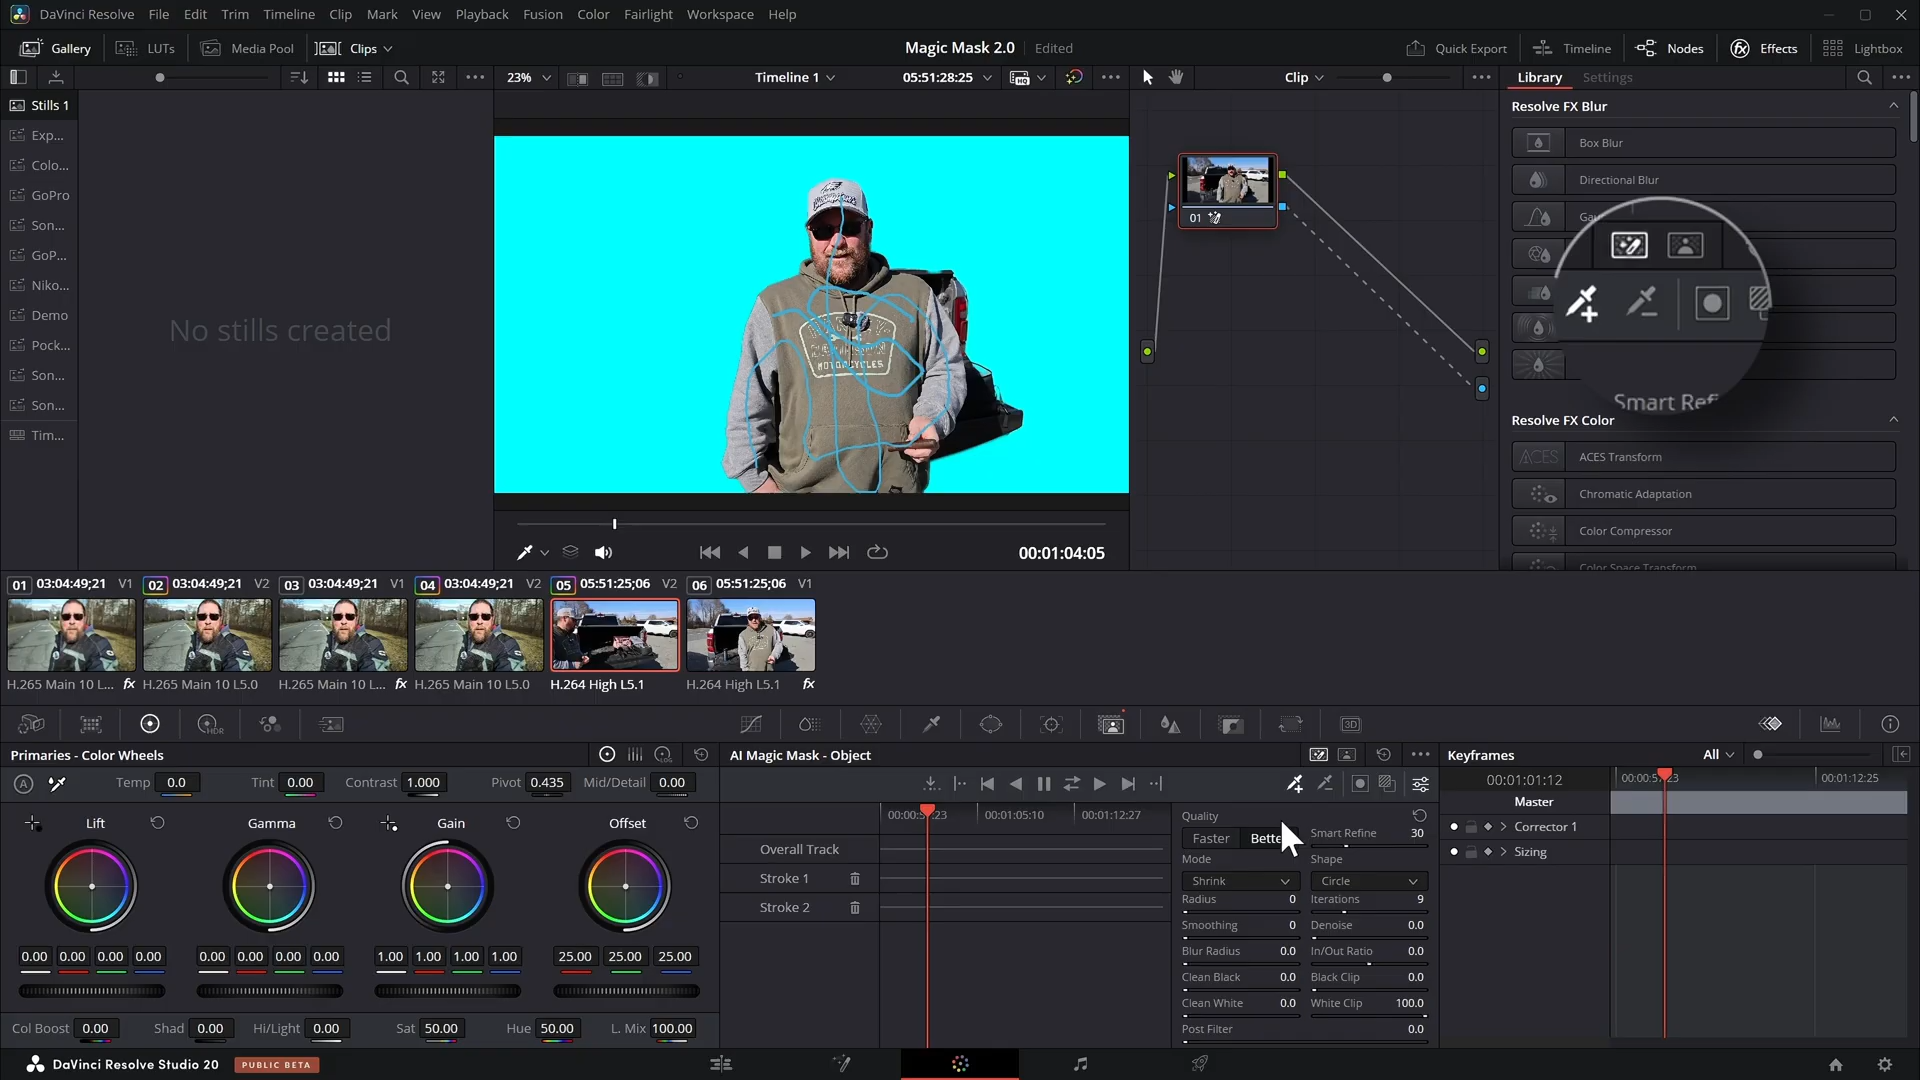 DaVinci Resolve File Edit Trim Timeline Clip Mark View Playback Fusion Color Fairlight Workspace Help
Gallery LUTs Media Pool Clips Magic Mask 2.0 Edited Quick Export Timeline Nodes Effects Lightbox
23% Timeline 1 05:51:28:25 Clip Library Settings
Stills 1
Exp...
Colo...
GoPro
Son...
GoP...
Niko...
Demo
Pock...
Son...
Son...
Tim...
No stills created
MOTORCYCLES
01
Resolve FX Blur
Box Blur
Directional Blur
Smart Refi
Resolve FX Color
ACES
ACES Transform
Chromatic Adaptation
Color Compressor
Color Space Transform
00:01:04:05
01 03:04:49;21 V1 02 03:04:49;21 V2 03 03:04:49;21 V1 04 03:04:49;21 V2 05 05:51:25;06 V2 06 05:51:25;06 V1
H.265 Main 10 L... fx H.265 Main 10 L5.0 H.265 Main 10 L... fx H.265 Main 10 L5.0 H.264 High L5.1 H.264 High L5.1 fx
HDR 3D
Primaries - Color Wheels LOG
A Temp 0.0 Tint 0.00 Contrast 1.000 Pivot 0.435 Mid/Detail 0.00
Lift Gamma Gain Offset
0.00 0.00 0.00 0.00 0.00 0.00 0.00 0.00 1.00 1.00 1.00 1.00 25.00 25.00 25.00
Col Boost 0.00 Shad 0.00 Hi/Light 0.00 Sat 50.00 Hue 50.00 L. Mix 100.00
AI Magic Mask - Object
00:01:05:10 00:01:12:27
Overall Track
Stroke 1
Stroke 2
Quality
Faster Bette Smart Refine 30
Mode Shape
Shrink Circle
Radius 0 Iterations 9
Smoothing 0 Denoise 0.0
Blur Radius 0.0 In/Out Ratio 0.0
Clean Black 0.0 Black Clip 0.0
Clean White 0.0 White Clip 100.0
Post Filter 0.0
Keyframes All
00:01:01:12 00:01:12:25
Master
Corrector 1
Sizing
DaVinci Resolve Studio 20 PUBLIC BETA